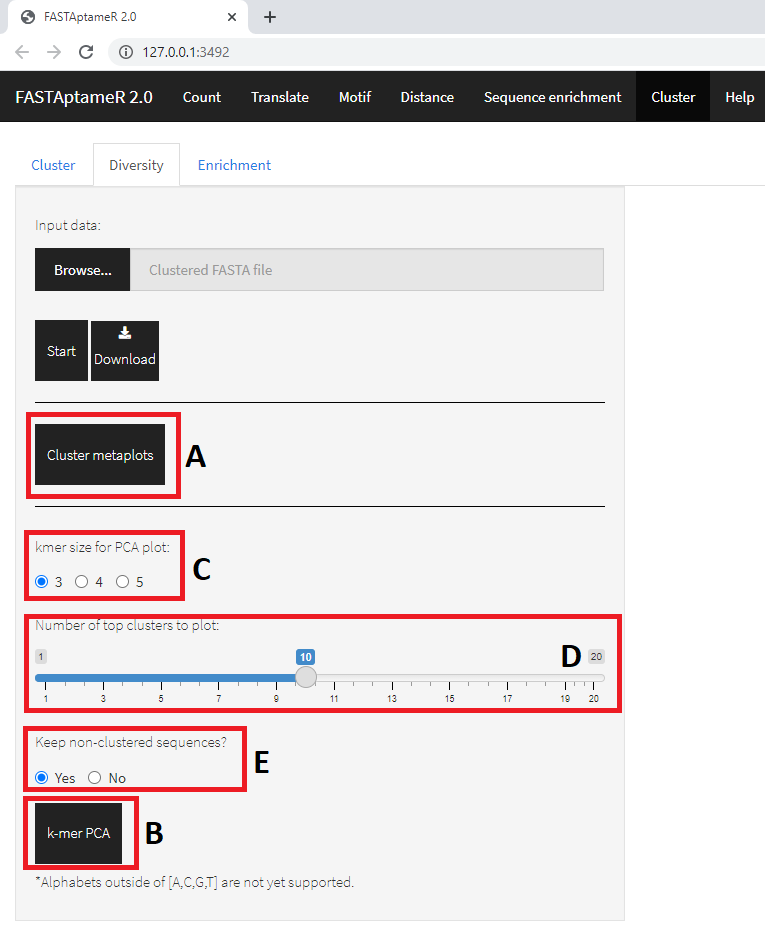 FASTAptameR 2.0
127.0.0.1:3492
FASTAptameR 2.0 Count Translate Motif Distance Sequence enrichment Cluster Help
Cluster Diversity Enrichment
Input data:
Browse... Clustered FASTA file
Start Download
Cluster metaplots A
kmer size for PCA plot:
3 4 5 C
Number of top clusters to plot:
1 10 D 20
1 3 5 7 9 11 13 15 17 19 20
Keep non-clustered sequences?
Yes No E
k-mer PCA B
*Alphabets outside of [A,C,G,T] are not yet supported.